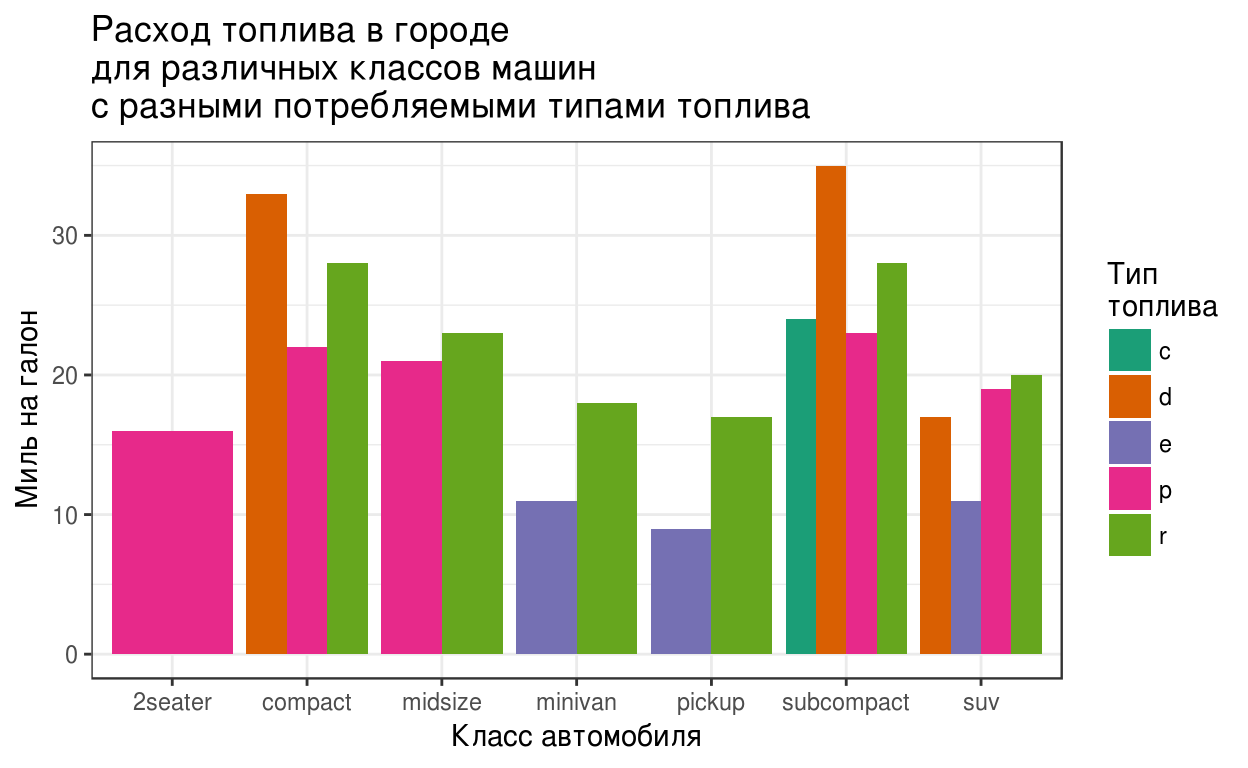 Расход топлива в городе
для различных классов машин
с разными потребляемыми типами топлива
Миль на галон
30
20
10
0
2seater compact midsize minivan pickup subcompact suv
Класс автомобиля
Тип
топлива
c
d
e
p
r